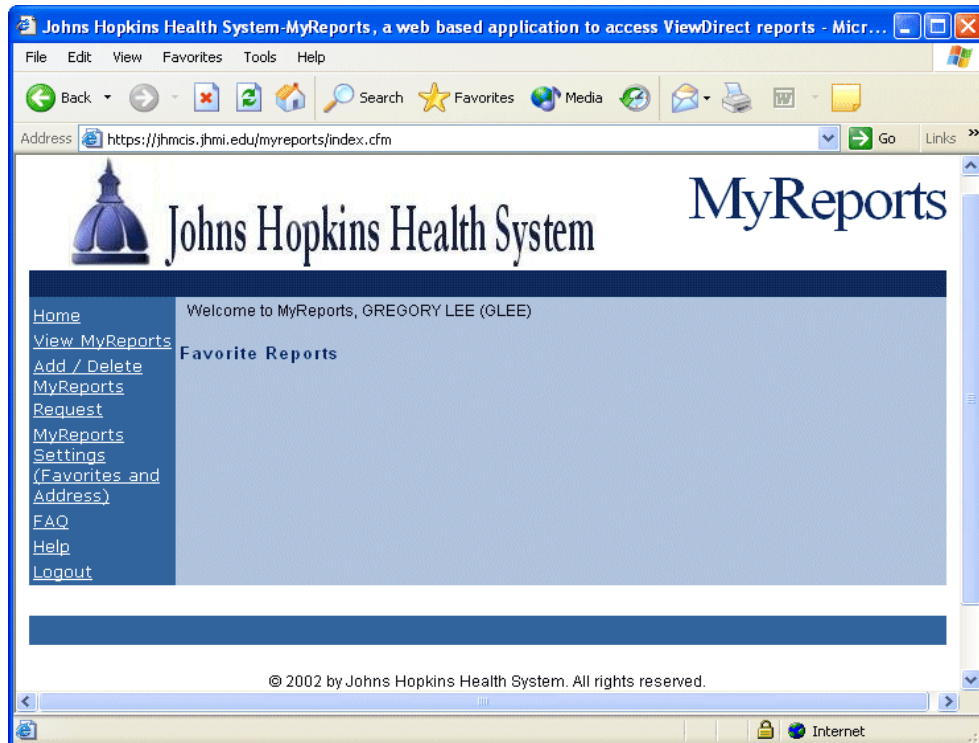 Johns Hopkins Health System-MyReports, a web based application to access ViewDirect reports - Micr...
File Edit View Favorites Tools Help
Back Search Favorites Media W
Address https://jhmcis.jhmi.edu/myreports/index.cfm Go Links »
Johns Hopkins Health System
MyReports
Welcome to MyReports, GREGORY LEE (GLEE)
Favorite Reports
Home
View MyReports
Add / Delete
MyReports
Request
MyReports
Settings
(Favorites and
Address)
FAQ
Help
Logout
© 2002 by Johns Hopkins Health System. All rights reserved.
Internet